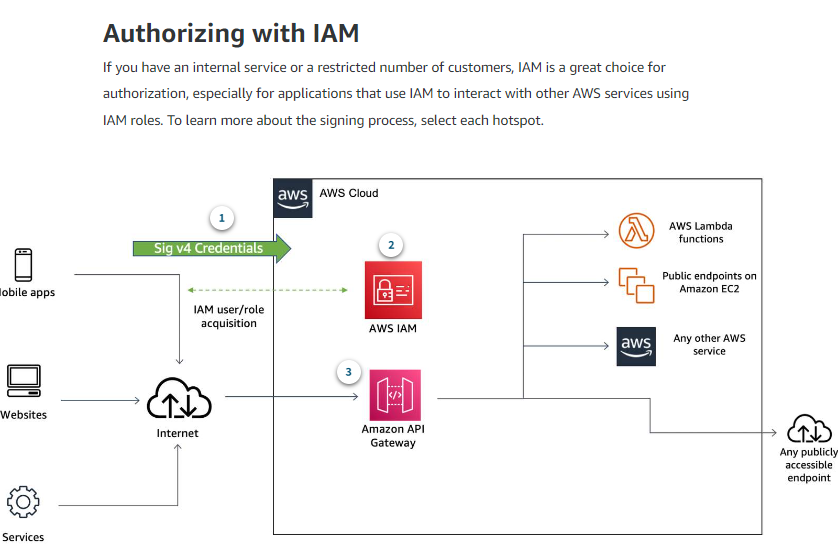 Authorizing with IAM
If you have an internal service or a restricted number of customers, IAM is a great choice for
authorization, especially for applications that use IAM to interact with other AWS services using
IAM roles. To learn more about the signing process, select each hotspot.
aws
AWS Cloud
1
Sig v4 Credentials
2
AWS Lambda
functions
obile apps
IAM user/role
acquisition
AWS IAM
Public endpoints on
Amazon EC2
aws
Any other AWS
service
3
Websites
Internet
Amazon API
Gateway
Any publicly
accessible
endpoint
Services